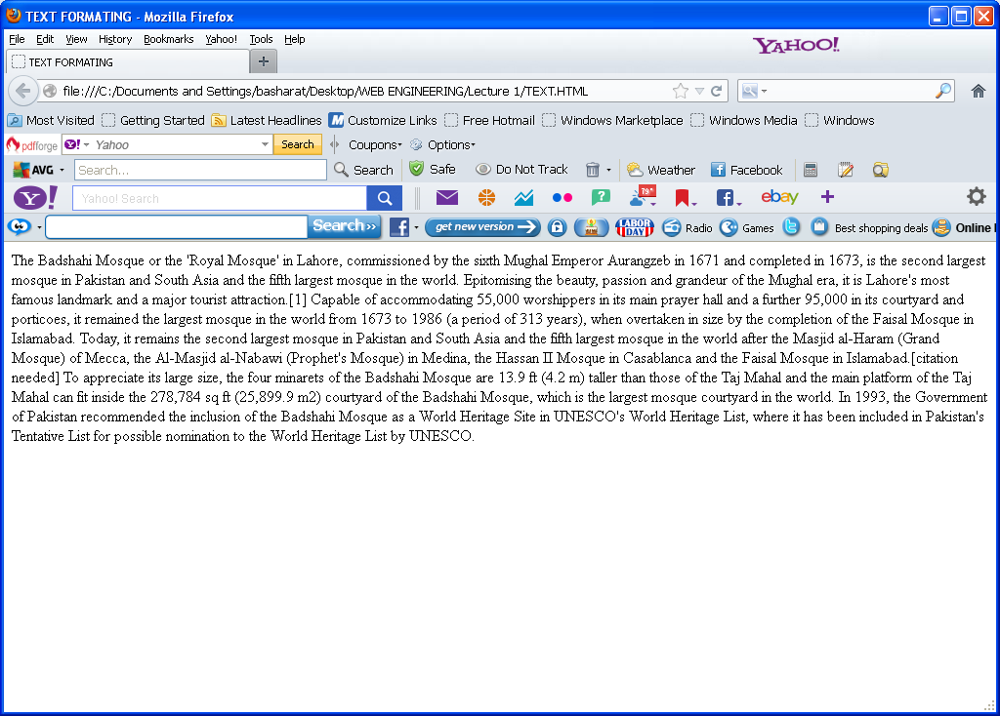 TEXT FORMATING - Mozilla Firefox
File Edit View History Bookmarks Yahoo! Tools Help
YAHOO!
TEXT FORMATING
file:///C:/Documents and Settings/basharat/Desktop/WEB ENGINEERING/Lecture 1/TEXT.HTML
Most Visited Getting Started Latest Headlines Customize Links Free Hotmail Windows Marketplace Windows Media Windows
pdfforge Y! Yahoo Search Coupons Options
AVG Search... Search Safe Do Not Track Weather Facebook
Y! Yahoo! Search 79° ebay
Search >> get new version LABOR DAY Radio Games Best shopping deals Online
The Badshahi Mosque or the 'Royal Mosque' in Lahore, commissioned by the sixth Mughal Emperor Aurangzeb in 1671 and completed in 1673, is the second largest
mosque in Pakistan and South Asia and the fifth largest mosque in the world. Epitomising the beauty, passion and grandeur of the Mughal era, it is Lahore's most
famous landmark and a major tourist attraction.[1] Capable of accommodating 55,000 worshippers in its main prayer hall and a further 95,000 in its courtyard and
porticoes, it remained the largest mosque in the world from 1673 to 1986 (a period of 313 years), when overtaken in size by the completion of the Faisal Mosque in
Islamabad. Today, it remains the second largest mosque in Pakistan and South Asia and the fifth largest mosque in the world after the Masjid al-Haram (Grand
Mosque) of Mecca, the Al-Masjid al-Nabawi (Prophet's Mosque) in Medina, the Hassan II Mosque in Casablanca and the Faisal Mosque in Islamabad.[citation
needed] To appreciate its large size, the four minarets of the Badshahi Mosque are 13.9 ft (4.2 m) taller than those of the Taj Mahal and the main platform of the Taj
Mahal can fit inside the 278,784 sq ft (25,899.9 m2) courtyard of the Badshahi Mosque, which is the largest mosque courtyard in the world. In 1993, the Government
of Pakistan recommended the inclusion of the Badshahi Mosque as a World Heritage Site in UNESCO's World Heritage List, where it has been included in Pakistan's
Tentative List for possible nomination to the World Heritage List by UNESCO.